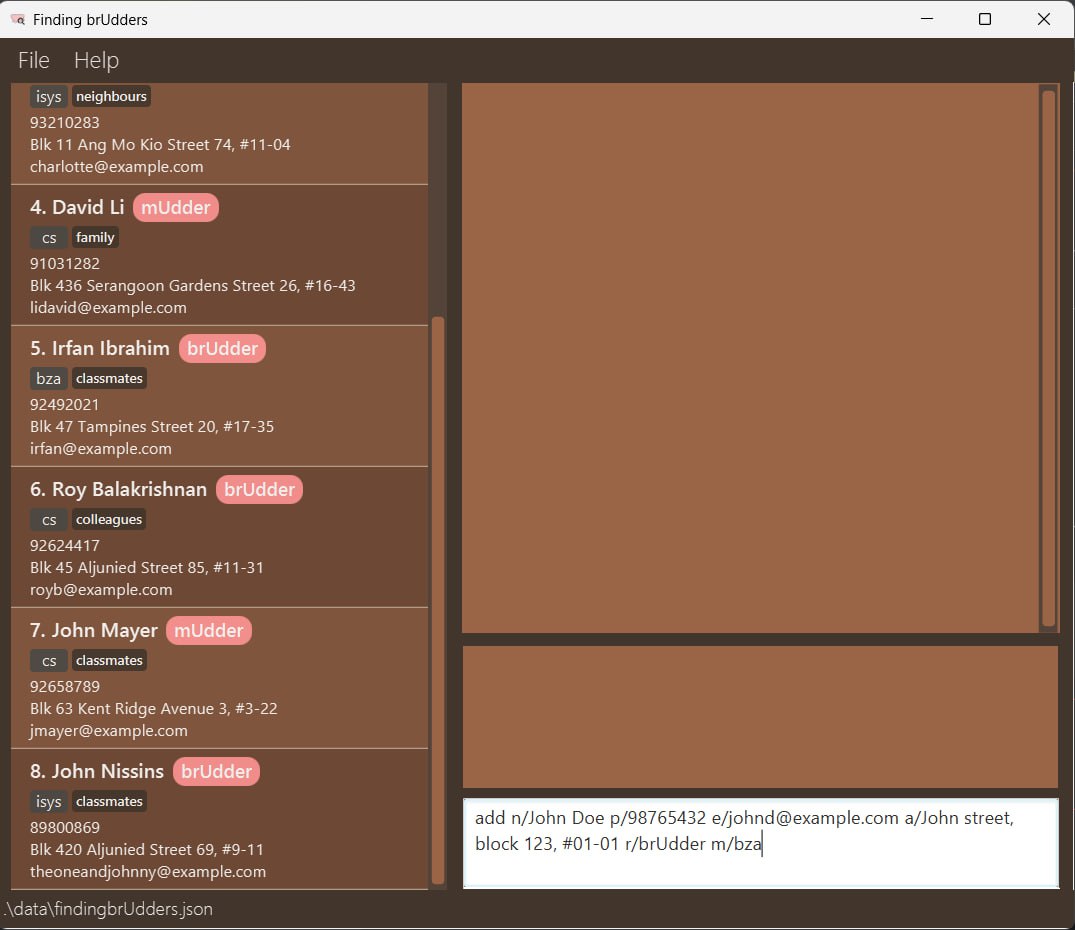 Finding brUdders
File Help
isys neighbours
93210283
Blk 11 Ang Mo Kio Street 74, #11-04
charlotte@example.com
4. David Li mUdder
cs family
91031282
Blk 436 Serangoon Gardens Street 26, #16-43
lidavid@example.com
5. Irfan Ibrahim brUdder
bza classmates
92492021
Blk 47 Tampines Street 20, #17-35
irfan@example.com
6. Roy Balakrishnan brUdder
cs colleagues
92624417
Blk 45 Aljunied Street 85, #11-31
royb@example.com
7. John Mayer mUdder
cs classmates
92658789
Blk 63 Kent Ridge Avenue 3, #3-22
jmayer@example.com
8. John Nissins brUdder
isys classmates
89800869
Blk 420 Aljunied Street 69, #9-11
theoneandjohnny@example.com
add n/John Doe p/98765432 e/johnd@example.com a/John street,
block 123, #01-01 r/brUdder m/bza
.\data\findingbrUdders.json